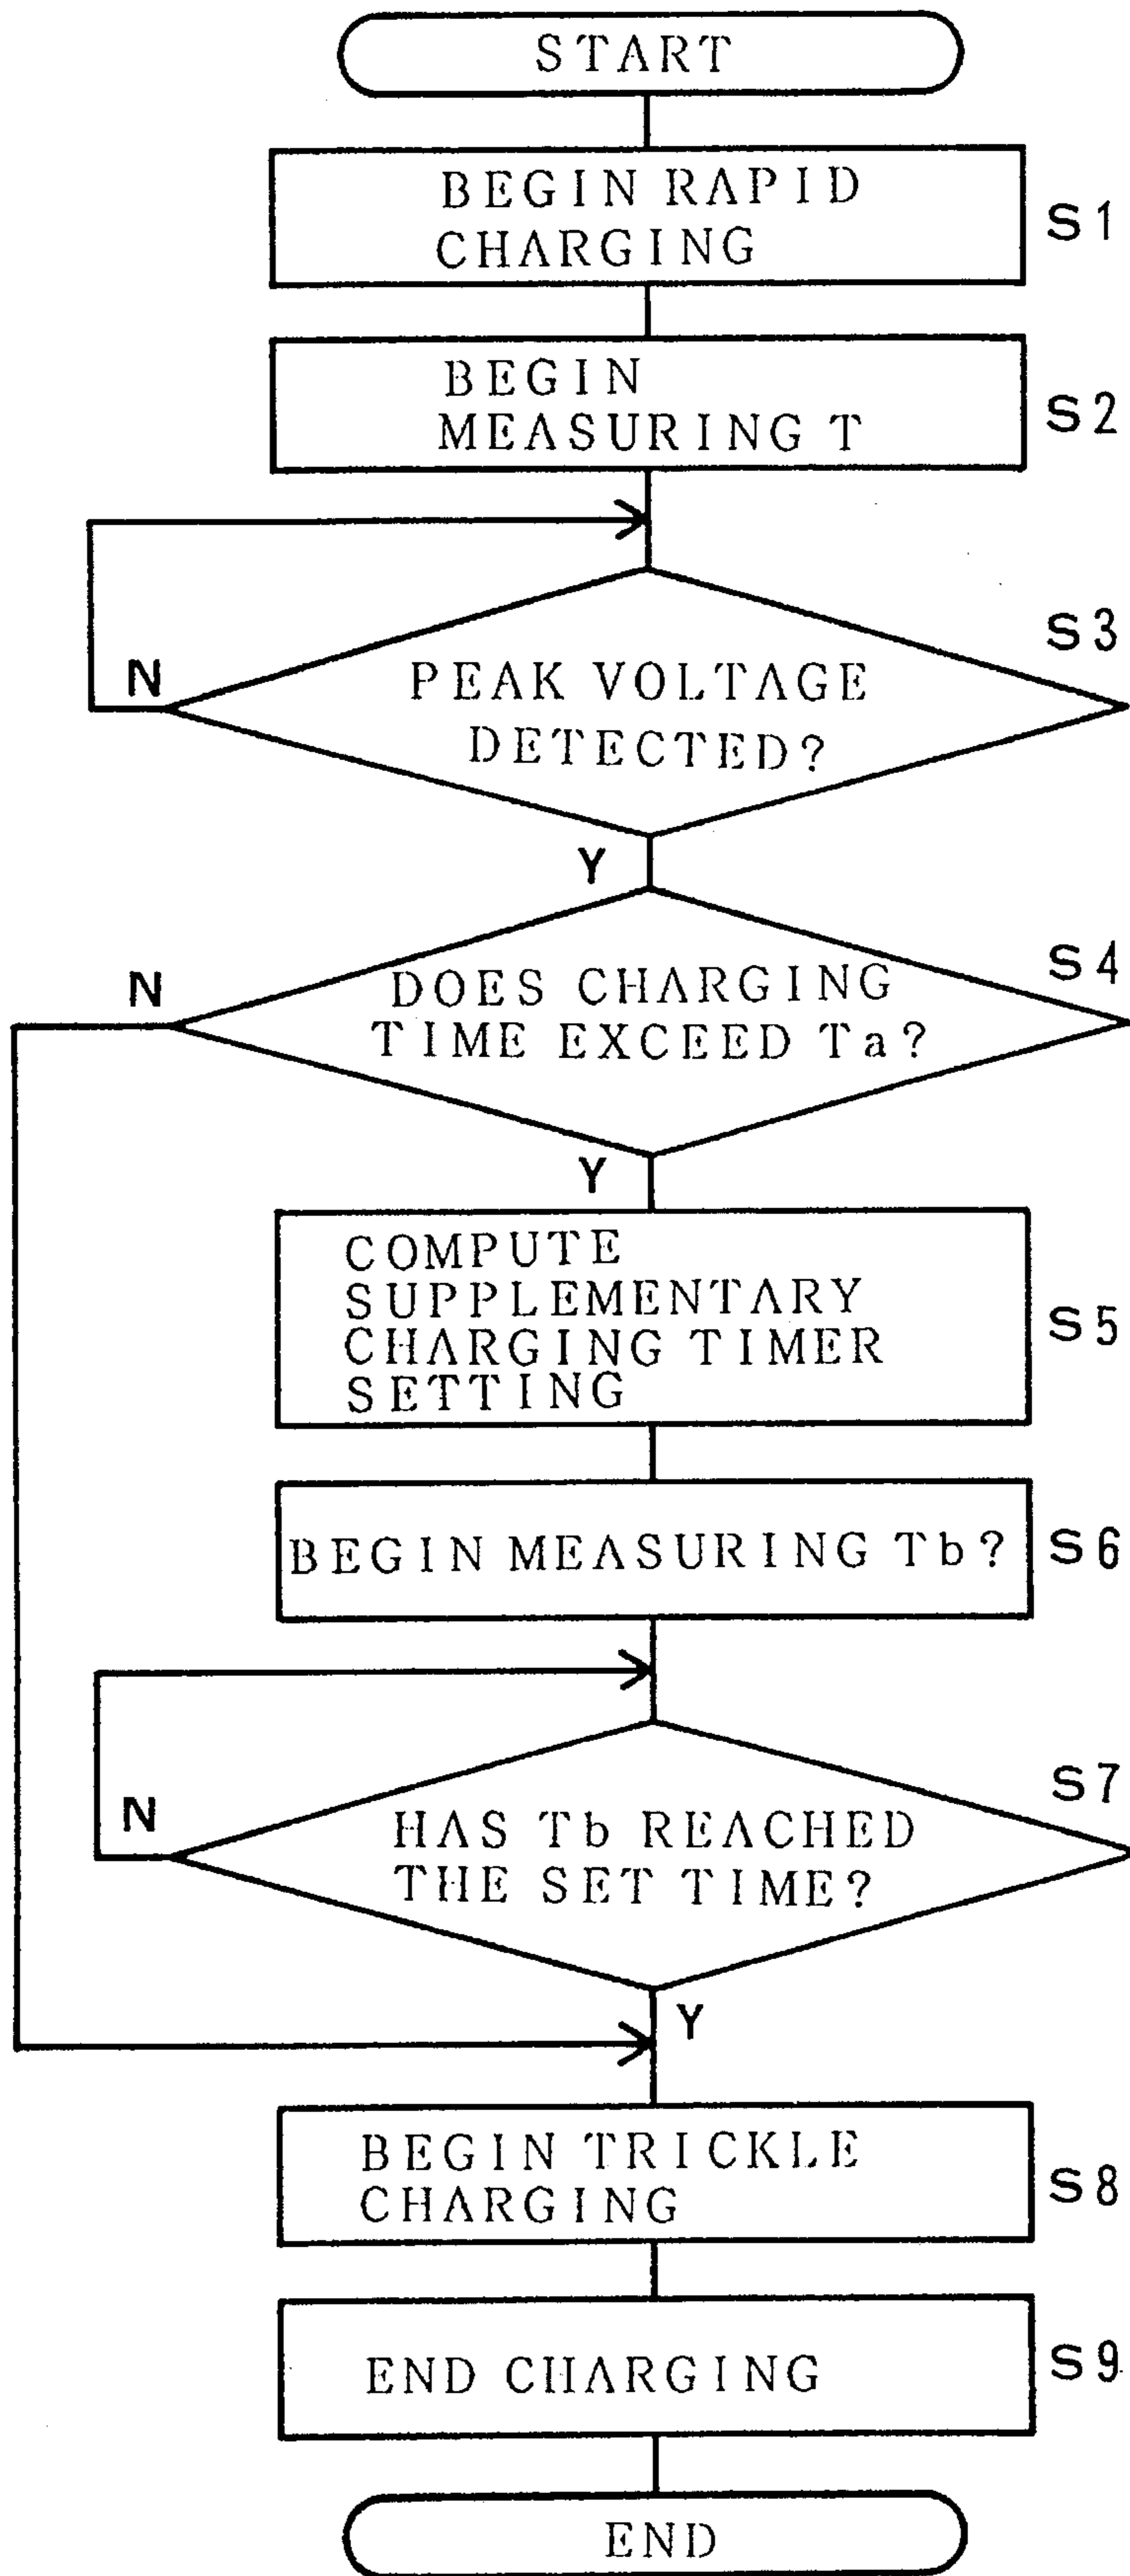 START
BEGIN RAPID
CHARGING
S1
BEGIN
MEASURING T
S2
S3
N
PEAK VOLTAGE
DETECTED?
Y
S4
N
DOES CHARGING
TIME EXCEED Ta?
Y
COMPUTE
SUPPLEMENTARY
CHARGING TIMER
SETTING
S5
BEGIN MEASURING Tb?
S6
S7
N
HAS Tb REACHED
THE SET TIME?
Y
BEGIN TRICKLE
CHARGING
S8
END CHARGING
S9
END